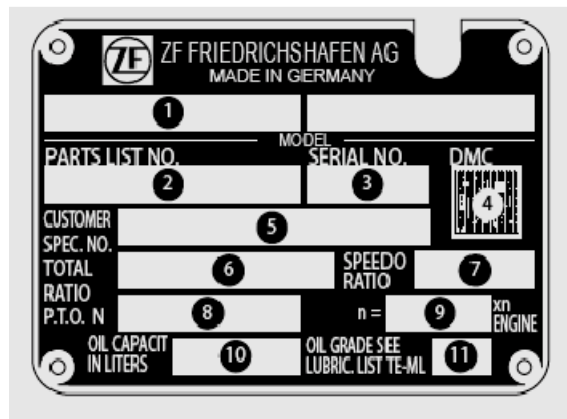 ZF ZF FRIEDRICHSHAFEN AG
MADE IN GERMANY
1
MODEL
PARTS LIST NO. SERIAL NO. DMC
2 3 4
CUSTOMER
SPEC. NO. 5
TOTAL
RATIO 6 SPEEDO
RATIO 7
P.T.O. N 8 n = 9 xn
ENGINE
OIL CAPACIT
IN LITERS 10 OIL GRADE SEE
LUBRIC. LIST TE-ML 11